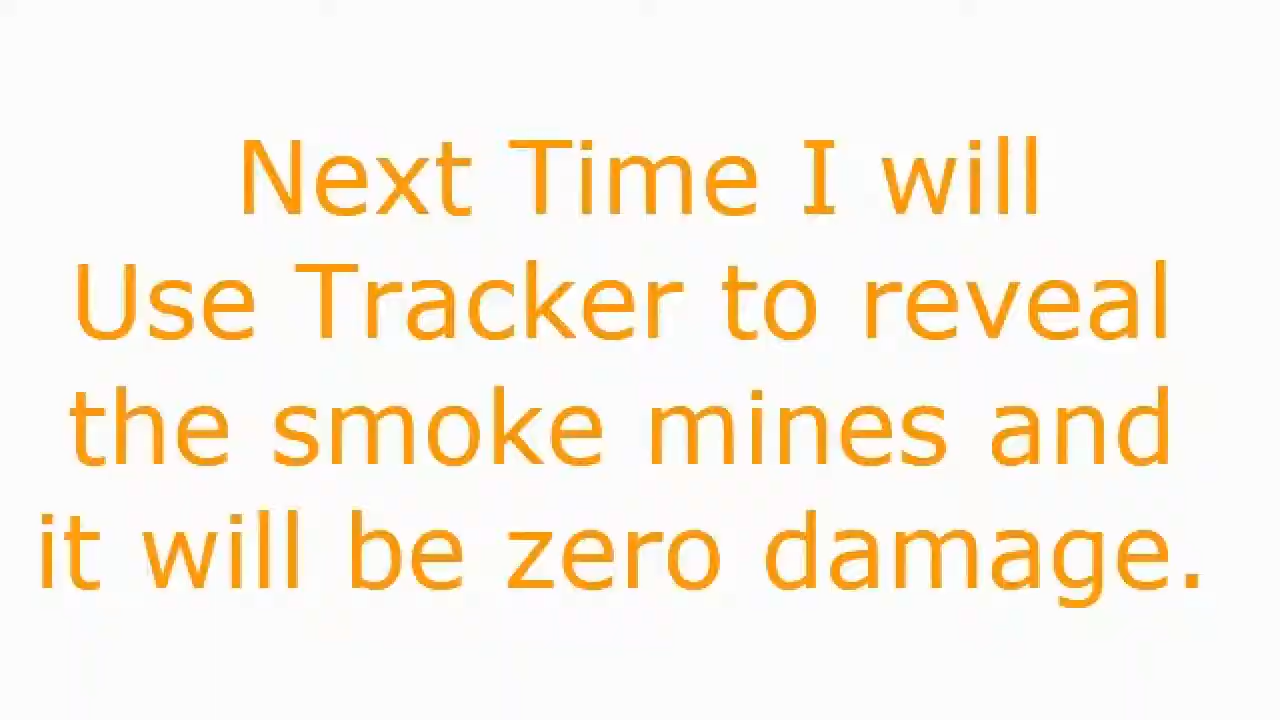 Next Time I will
Use Tracker to reveal
the smoke mines and
it will be zero damage.